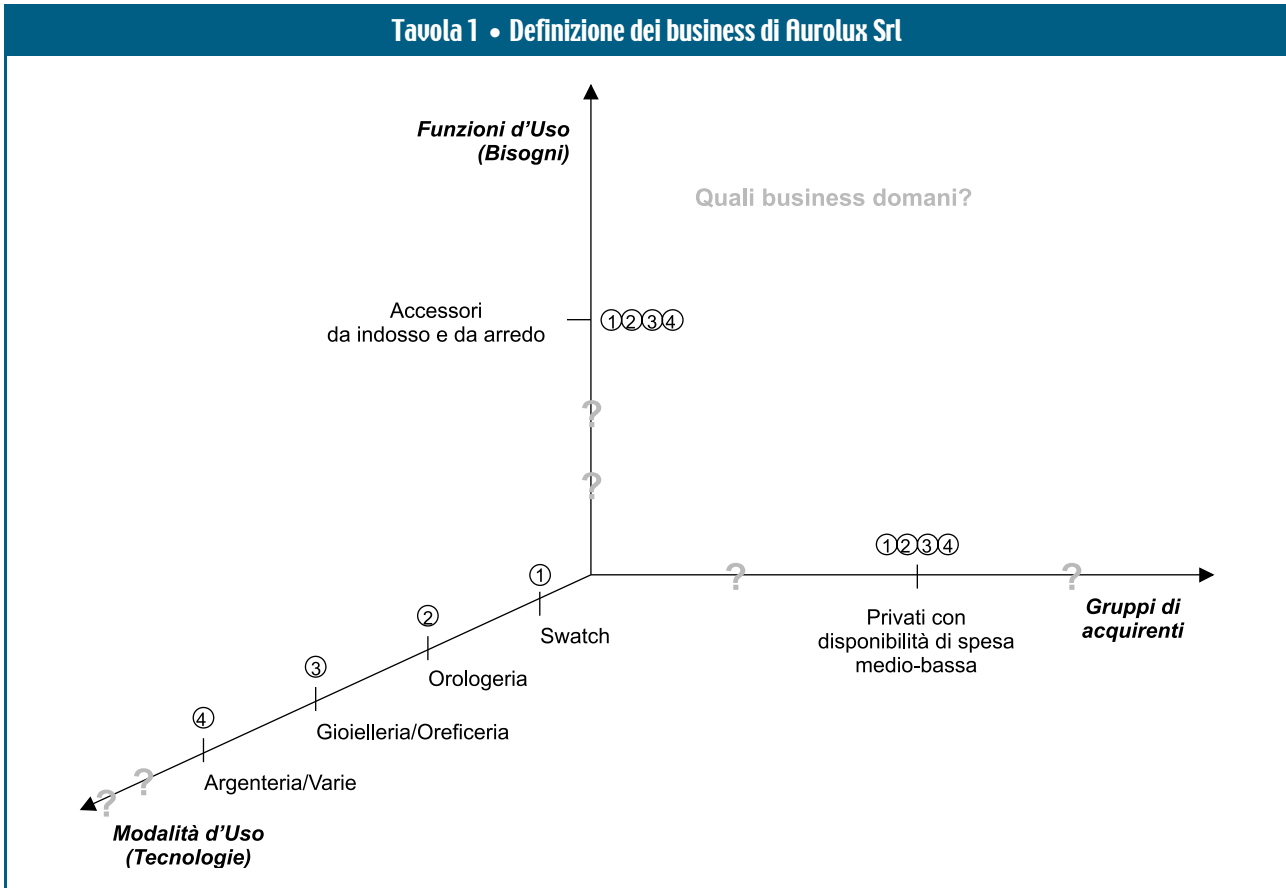 Tavola 1 • Definizione dei business di Aurolux Srl
Funzioni d'Uso
(Bisogni)
Quali business domani?
Accessori
da indosso e da arredo
①②③④
?
?
①②③④
?
?
Privati con
disponibilità di spesa
medio-bassa
Gruppi di
acquirenti
①
Swatch
②
Orologeria
③
Gioielleria/Oreficeria
④
Argenteria/Varie
?
?
Modalità d'Uso
(Tecnologie)